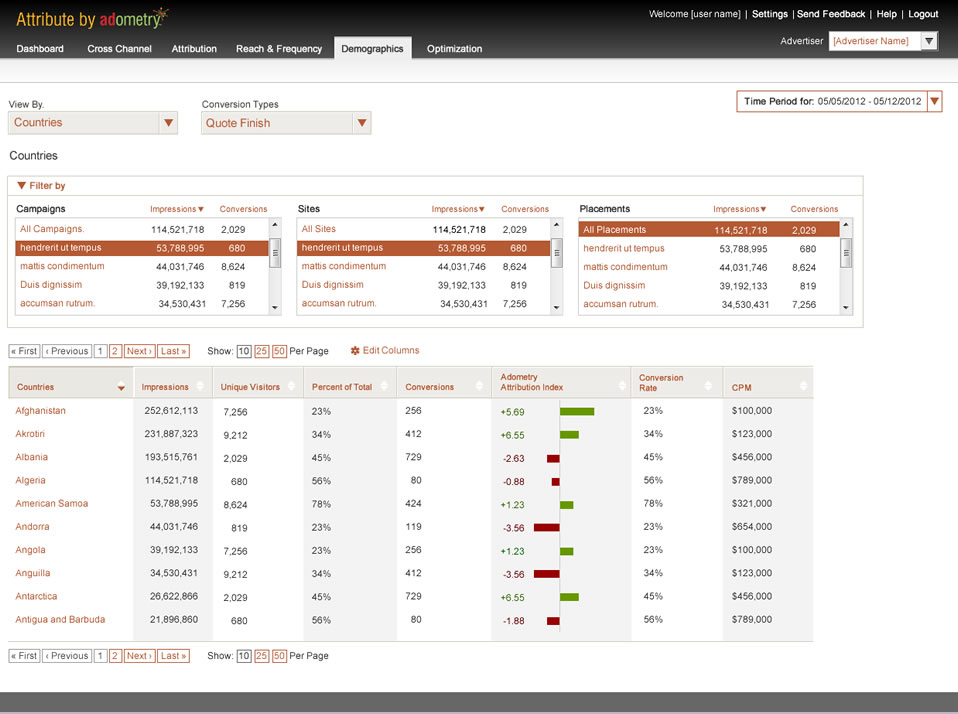 Attribute by adometry
Welcome [user name] | Settings | Send Feedback | Help | Logout
Advertiser [Advertiser Name]
Dashboard Cross Channel Attribution Reach & Frequency Demographics Optimization
Time Period for: 05/05/2012 - 05/12/2012
View By. Conversion Types
Countries Quote Finish
Countries
Filter by
Campaigns Impressions Conversions Sites Impressions Conversions Placements Impressions Conversions
All Campaigns. 114,521,718 2,029 All Sites 114,521,718 2,029 All Placements 114,521,718 2,029
hendrerit ut tempus 53,788,995 680 hendrerit ut tempus 53,788,995 680 hendrerit ut tempus 53,788,995 680
mattis condimentum 44,031,746 8,624 mattis condimentum 44,031,746 8,624 mattis condimentum 44,031,746 8,624
Duis dignissim 39,192,133 819 Duis dignissim 39,192,133 819 Duis dignissim 39,192,133 819
accumsan rutrum. 34,530,431 7,256 accumsan rutrum. 34,530,431 7,256 accumsan rutrum. 34,530,431 7,256
« First ‹ Previous 1 2 Next › Last » Show: 10 25 50 Per Page Edit Columns
Countries Impressions Unique Visitors Percent of Total Conversions Adometry Attribution Index Conversion Rate CPM
Afghanistan 252,612,113 7,256 23% 256 +5.69 23% $100,000
Akrotiri 231,887,323 9,212 34% 412 +6.55 34% $123,000
Albania 193,515,761 2,029 45% 729 -2.63 45% $456,000
Algeria 114,521,718 680 56% 80 -0.88 56% $789,000
American Samoa 53,788,995 8,624 78% 424 +1.23 78% $321,000
Andorra 44,031,746 819 23% 119 -3.56 23% $654,000
Angola 39,192,133 7,256 23% 256 +1.23 23% $100,000
Anguilla 34,530,431 9,212 34% 412 -3.56 34% $123,000
Antarctica 26,622,866 2,029 45% 729 +6.55 45% $456,000
Antigua and Barbuda 21,896,860 680 56% 80 -1.88 56% $789,000
« First ‹ Previous 1 2 Next › Last » Show: 10 25 50 Per Page